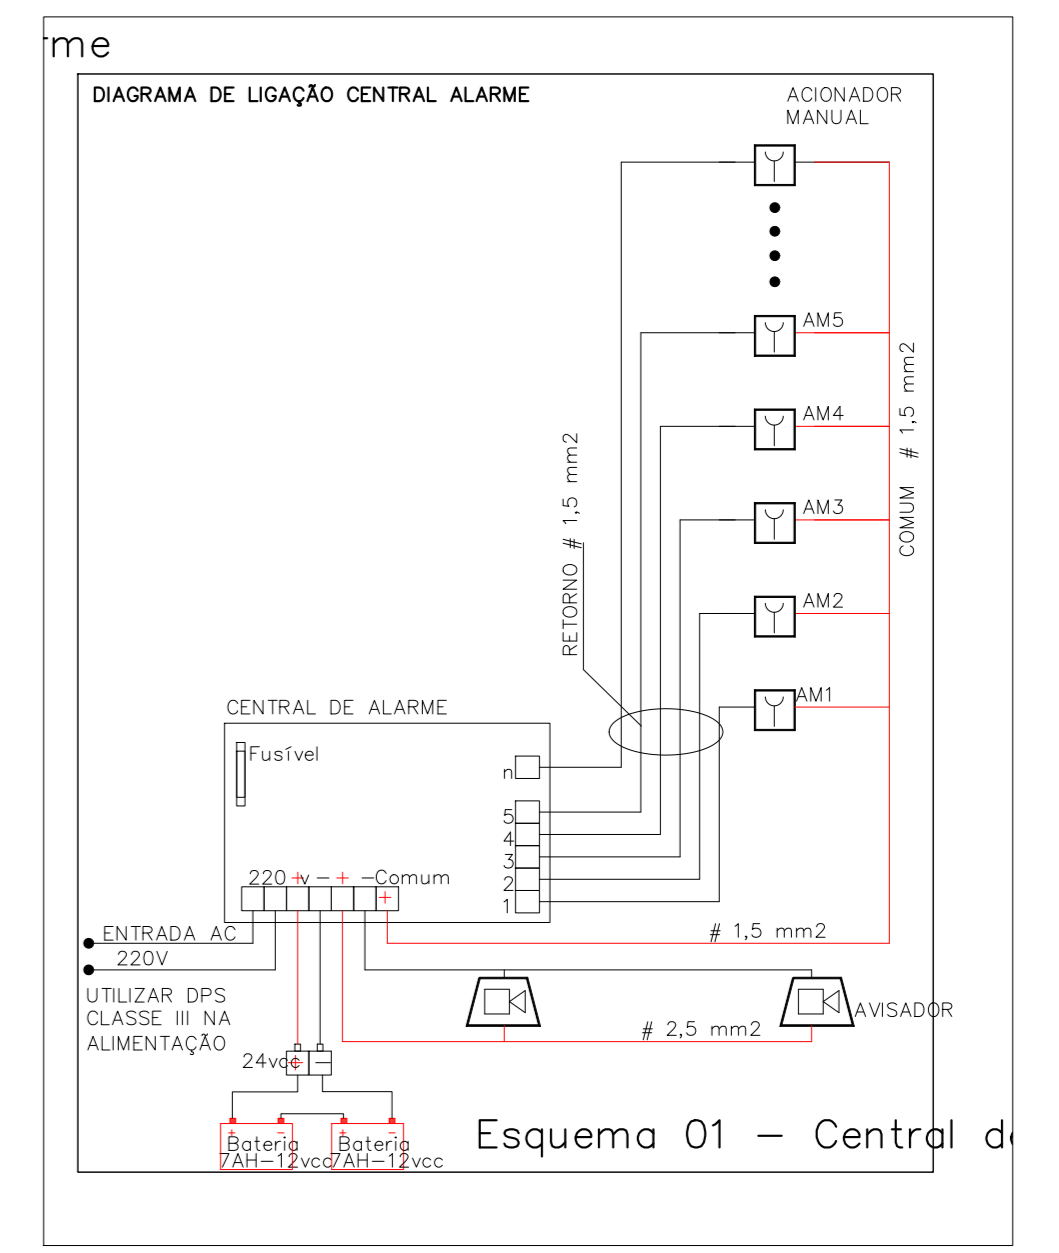 rme
DIAGRAMA DE LIGAÇÃO CENTRAL ALARME
ACIONADOR
MANUAL
AM5
AM4
AM3
AM2
AM1
COMUM # 1,5 mm2
RETORNO # 1,5 mm2
CENTRAL DE ALARME
Fusível
n
5
4
3
2
1
220 +v - + -Comum
+
ENTRADA AC
220V
# 1,5 mm2
UTILIZAR DPS
CLASSE III NA
ALIMENTAÇÃO
AVISADOR
# 2,5 mm2
24vcc
+ -
+ - + -
Bateria Bateria
7AH-12vcc 7AH-12vcc
Esquema 01 - Central de